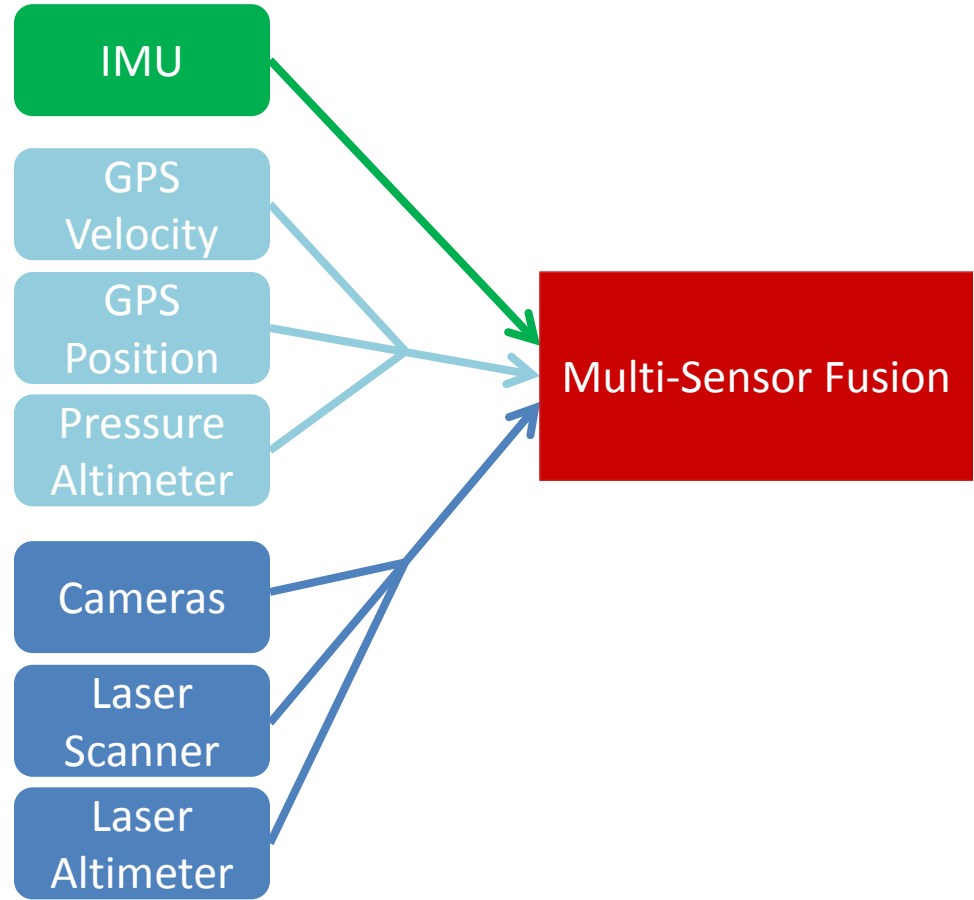 IMU
GPS
Velocity
GPS
Position
Pressure
Altimeter
Cameras
Laser
Scanner
Laser
Altimeter
Multi-Sensor Fusion